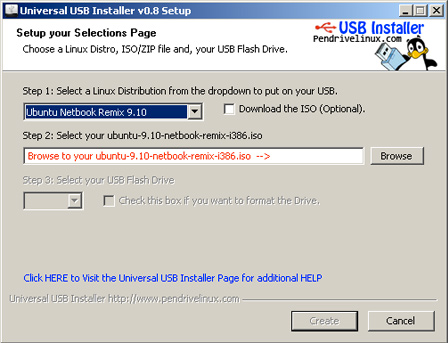 Universal USB Installer v0.8 Setup
Setup your Selections Page
Choose a Linux Distro, ISO/ZIP file and, your USB Flash Drive.
USB Installer
Pendrivelinux.com
Step 1: Select a Linux Distribution from the dropdown to put on your USB.
Ubuntu Netbook Remix 9.10
Download the ISO (Optional).
Step 2: Select your ubuntu-9.10-netbook-remix-i386.iso
Browse to your ubuntu-9.10-netbook-remix-i386.iso -->
Browse
Step 3: Select your USB Flash Drive
Check this box if you want to format the Drive.
Click HERE to Visit the Universal USB Installer Page for additional HELP
Universal USB Installer http://www.pendrivelinux.com
Create
Cancel